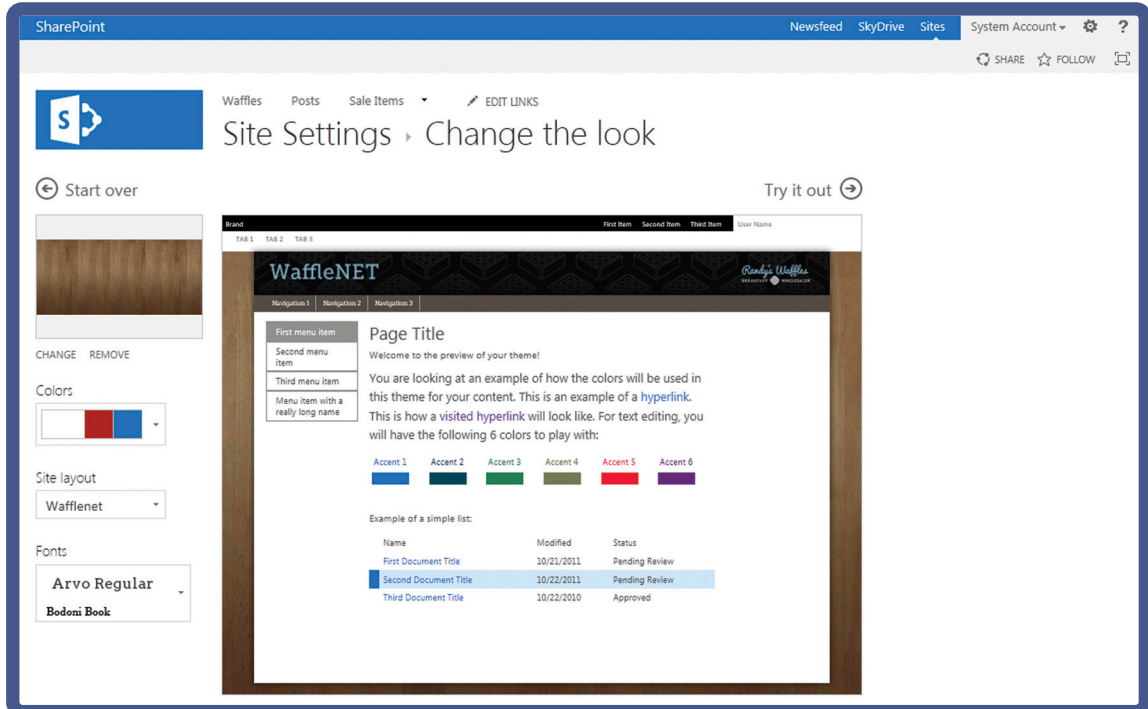 SharePoint
Newsfeed SkyDrive Sites System Account ?
SHARE FOLLOW
S
Waffles Posts Sale Items EDIT LINKS
Site Settings Change the look
Start over
Try it out
Brand First Item Second Item Third Item User Name
TAB 1 TAB 2 TAB 3
WaffleNET
Randy's Waffles
BREAKFAST WHOLESALER
Navigation 1 Navigation 2 Navigation 3
First menu item
Second menu
item
Third menu item
Menu item with a
really long name
Page Title
Welcome to the preview of your theme!
You are looking at an example of how the colors will be used in
this theme for your content. This is an example of a hyperlink.
This is how a visited hyperlink will look like. For text editing, you
will have the following 6 colors to play with:
Accent 1 Accent 2 Accent 3 Accent 4 Accent 5 Accent 6
Example of a simple list:
Name Modified Status
First Document Title 10/21/2011 Pending Review
Second Document Title 10/22/2011 Pending Review
Third Document Title 10/22/2010 Approved
CHANGE REMOVE
Colors
Site layout
Wafflenet
Fonts
Arvo Regular
Bodoni Book